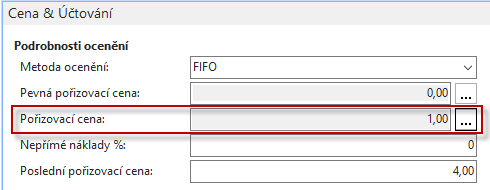 Cena & Účtování
Podrobnosti ocenění
Metoda ocenění: FIFO
Pevná pořizovací cena: 0,00 ...
Pořizovací cena: 1,00 ...
Nepřímé náklady %: 0
Poslední pořizovací cena: 4,00